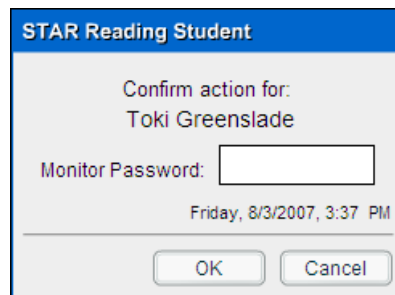 STAR Reading Student
Confirm action for:
Toki Greenslade
Monitor Password:
Friday, 8/3/2007, 3:37 PM
OK Cancel